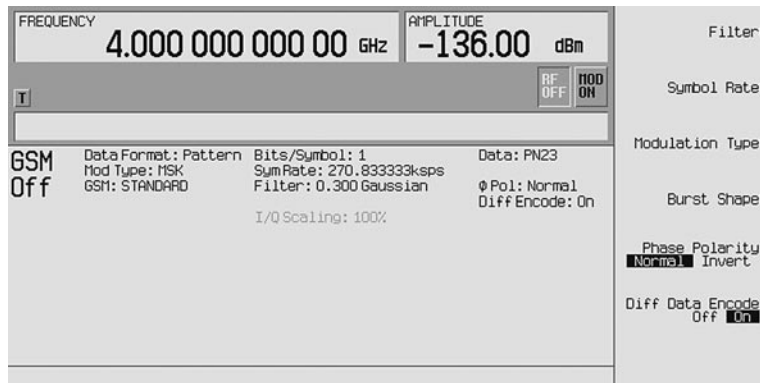 FREQUENCY
4.000 000 000 00 GHz
AMPLITUDE
-136.00 dBm
RF OFF
MOD ON
T
GSM Off
Data Format: Pattern
Mod Type: MSK
GSM: STANDARD
Bits/Symbol: 1
Sym Rate: 270.833333ksps
Filter: 0.300 Gaussian
I/Q Scaling: 100%
Data: PN23
ϕ Pol: Normal
Diff Encode: On
Filter
Symbol Rate
Modulation Type
Burst Shape
Phase Polarity
Normal Invert
Diff Data Encode
Off On